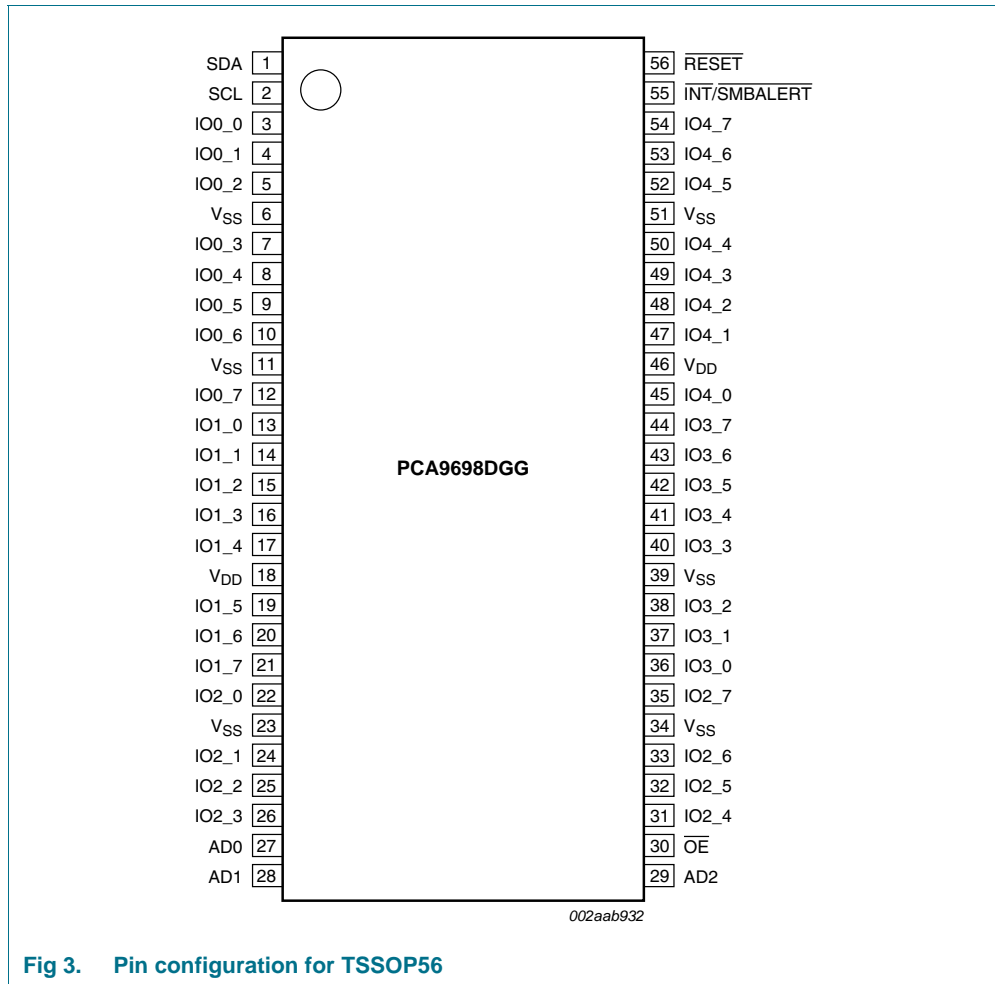 SDA 1
SCL 2
IO0_0 3
IO0_1 4
IO0_2 5
VSS 6
IO0_3 7
IO0_4 8
IO0_5 9
IO0_6 10
VSS 11
IO0_7 12
IO1_0 13
IO1_1 14
IO1_2 15
IO1_3 16
IO1_4 17
VDD 18
IO1_5 19
IO1_6 20
IO1_7 21
IO2_0 22
VSS 23
IO2_1 24
IO2_2 25
IO2_3 26
AD0 27
AD1 28
PCA9698DGG
56 RESET
55 INT/SMBALERT
54 IO4_7
53 IO4_6
52 IO4_5
51 VSS
50 IO4_4
49 IO4_3
48 IO4_2
47 IO4_1
46 VDD
45 IO4_0
44 IO3_7
43 IO3_6
42 IO3_5
41 IO3_4
40 IO3_3
39 VSS
38 IO3_2
37 IO3_1
36 IO3_0
35 IO2_7
34 VSS
33 IO2_6
32 IO2_5
31 IO2_4
30 OE
29 AD2
002aab932
Fig 3. Pin configuration for TSSOP56